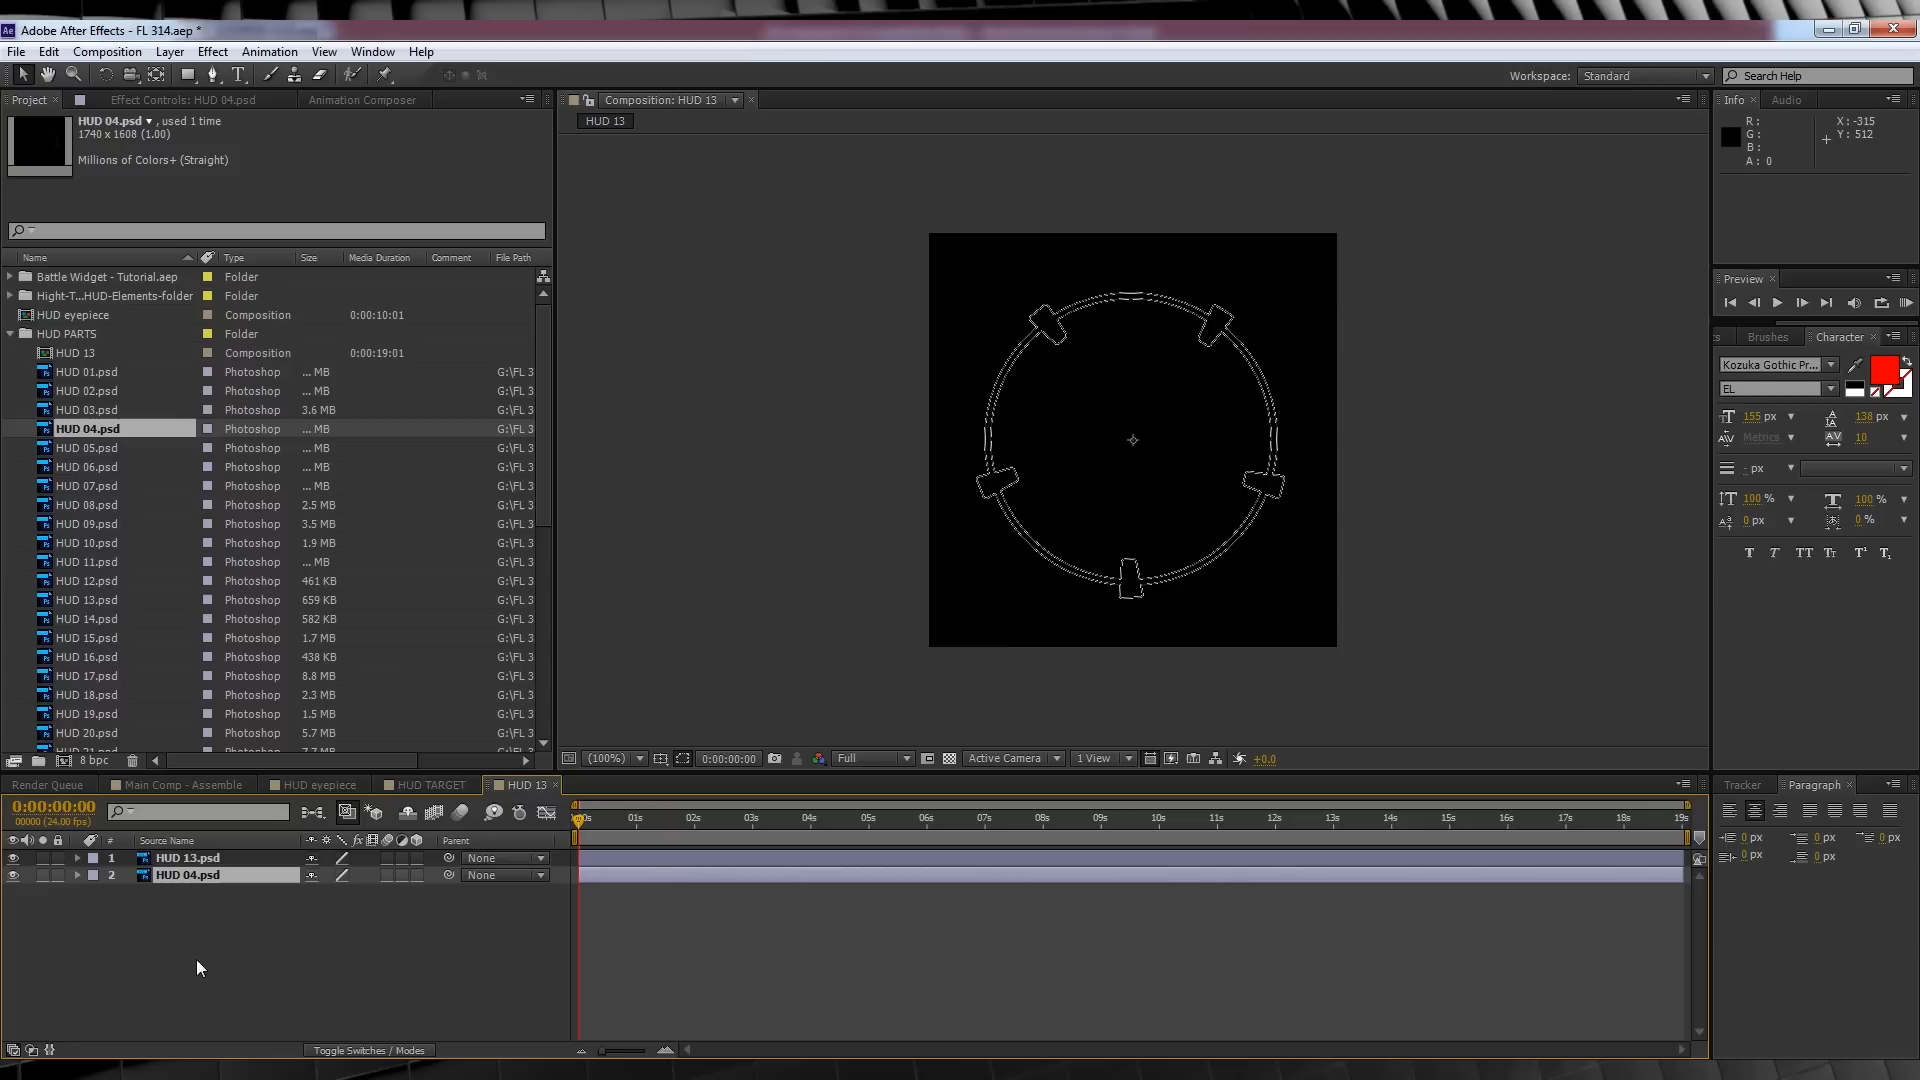 Ae Adobe After Effects - FL 314.aep *
File Edit Composition Layer Effect Animation View Window Help
T
Workspace: Standard Search Help
Project Effect Controls: HUD 04.psd Animation Composer
HUD 04.psd , used 1 time
1740 x 1608 (1.00)
Millions of Colors+ (Straight)
Name Type Size Media Duration Comment File Path
Battle Widget - Tutorial.aep Folder
Hight-T...HUD-Elements-folder Folder
HUD eyepiece Composition 0:00:10:01
HUD PARTS Folder
HUD 13 Composition 0:00:19:01
HUD 01.psd Photoshop ... MB G:\FL 3
HUD 02.psd Photoshop ... MB G:\FL 3
HUD 03.psd Photoshop 3.6 MB G:\FL 3
HUD 04.psd Photoshop ... MB G:\FL 3
HUD 05.psd Photoshop ... MB G:\FL 3
HUD 06.psd Photoshop ... MB G:\FL 3
HUD 07.psd Photoshop ... MB G:\FL 3
HUD 08.psd Photoshop 2.5 MB G:\FL 3
HUD 09.psd Photoshop 3.5 MB G:\FL 3
HUD 10.psd Photoshop 1.9 MB G:\FL 3
HUD 11.psd Photoshop ... MB G:\FL 3
HUD 12.psd Photoshop 461 KB G:\FL 3
HUD 13.psd Photoshop 659 KB G:\FL 3
HUD 14.psd Photoshop 582 KB G:\FL 3
HUD 15.psd Photoshop 1.7 MB G:\FL 3
HUD 16.psd Photoshop 438 KB G:\FL 3
HUD 17.psd Photoshop 8.8 MB G:\FL 3
HUD 18.psd Photoshop 2.3 MB G:\FL 3
HUD 19.psd Photoshop 1.5 MB G:\FL 3
HUD 20.psd Photoshop 5.7 MB G:\FL 3
HUD 21.psd Photoshop 7.7 MB G:\FL 3
8 bpc
Composition: HUD 13
HUD 13
(100%) 0:00:00:00 Full Active Camera 1 View +0.0
Info Audio
R : X : -315
G : Y : 512
B :
A : 0
Preview
Brushes Character
Kozuka Gothic Pr...
EL
155 px 138 px
Metrics 10
- px
100 % 100 %
0 px 0 %
T T TT Tt T¹ T₁
Render Queue Main Comp - Assemble HUD eyepiece HUD TARGET HUD 13
0:00:00:00
00000 (24.00 fps)
00s 01s 02s 03s 04s 05s 06s 07s 08s 09s 10s 11s 12s 13s 14s 15s 16s 17s 18s 19s
# Source Name fx Parent
1 HUD 13.psd None
2 HUD 04.psd None
Toggle Switches / Modes
Tracker Paragraph
0 px 0 px 0 px
0 px 0 px